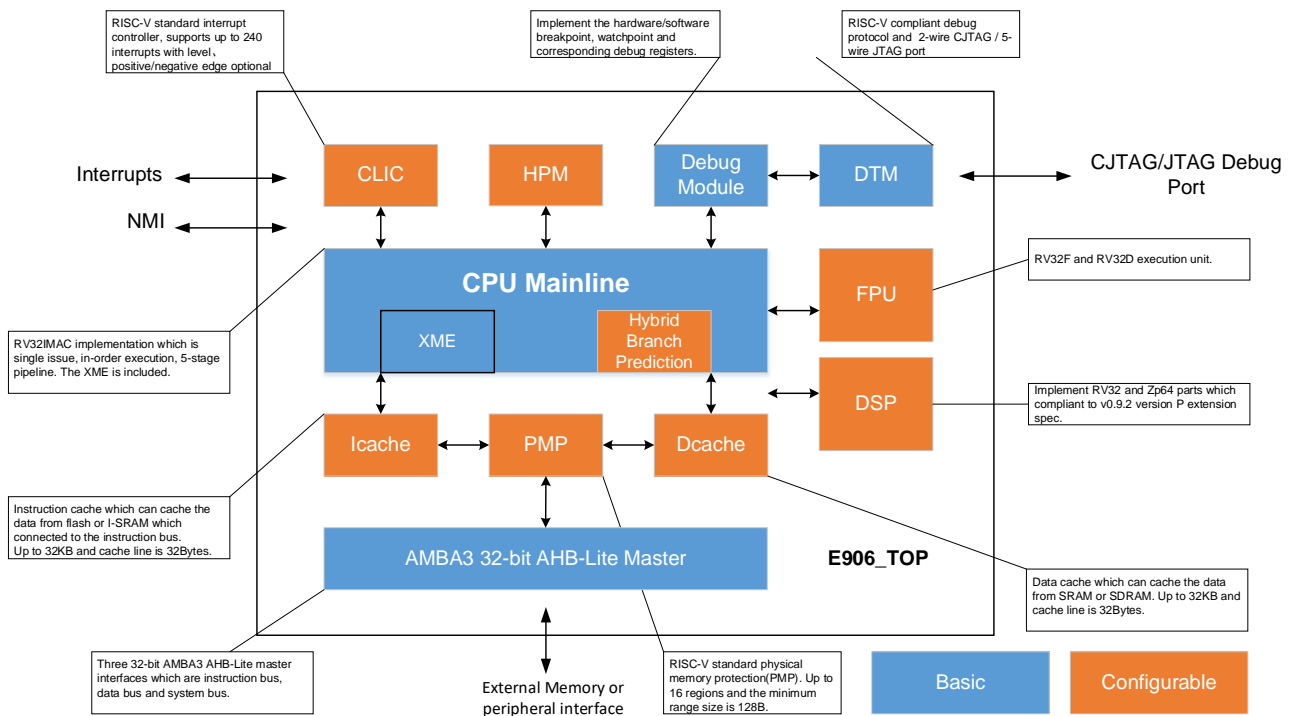 RISC-V standard interrupt
controller, supports up to 240
interrupts with level、
positive/negative edge optional
Implement the hardware/software
breakpoint, watchpoint and
corresponding debug registers.
RISC-V compliant debug
protocol and  2-wire CJTAG / 5-
wire JTAG port
Interrupts
NMI
CLIC
HPM
Debug
Module
DTM
CJTAG/JTAG Debug
Port
CPU Mainline
XME
Hybrid
Branch
Prediction
FPU
RV32F and RV32D execution unit.
RV32IMAC implementation which is
single issue, in-order execution, 5-stage
pipeline. The XME is included.
DSP
Implement RV32 and Zp64 parts which
compliant to v0.9.2 version P extension
spec.
Icache
PMP
Dcache
Instruction cache which can cache the
data from flash or I-SRAM which
connected to the instruction bus.
Up to 32KB and cache line is 32Bytes.
AMBA3 32-bit AHB-Lite Master
E906_TOP
Data cache which can cache the data
from SRAM or SDRAM. Up to 32KB and
cache line is 32Bytes.
Three 32-bit AMBA3 AHB-Lite master
interfaces which are instruction bus,
data bus and system bus.
External Memory or
peripheral interface
RISC-V standard physical
memory protection(PMP). Up to
16 regions and the minimum
range size is 128B.
Basic
Configurable